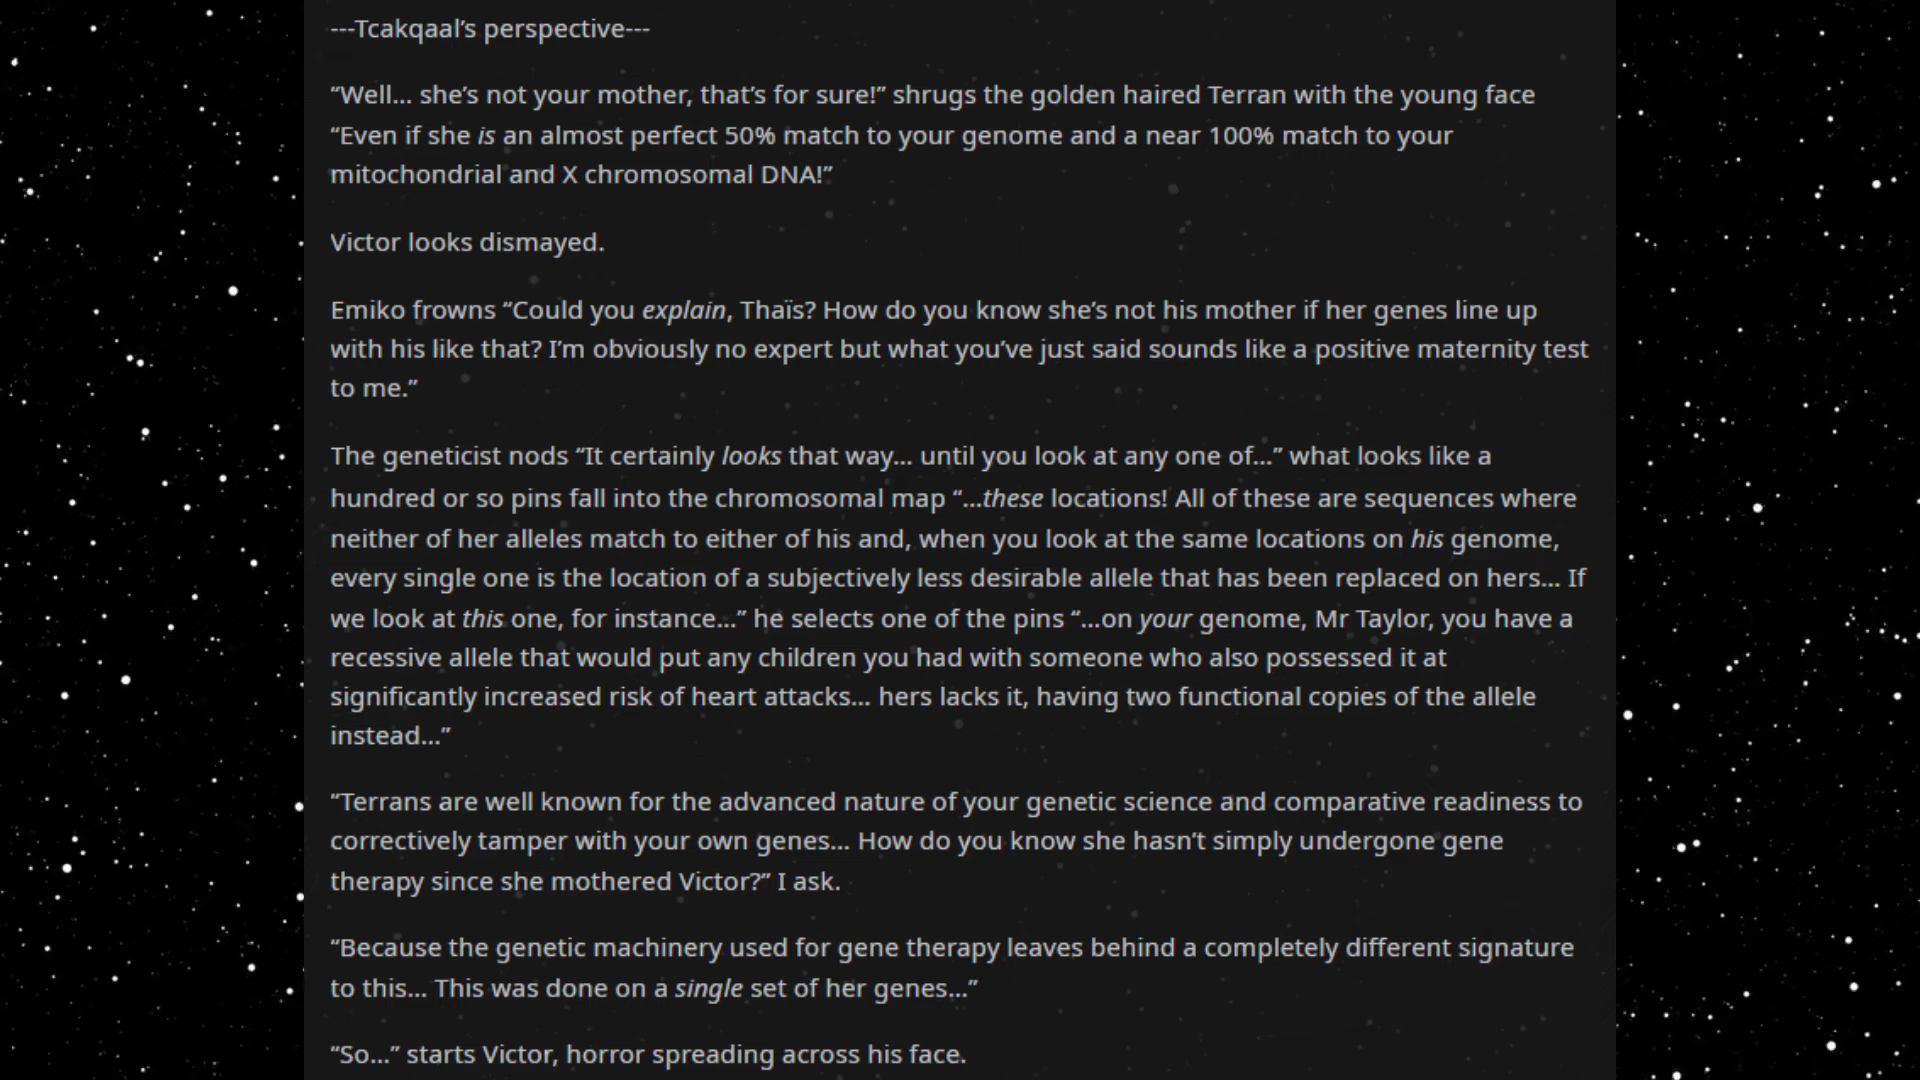 ---Tcakqaal’s perspective---
“Well... she’s not your mother, that’s for sure!” shrugs the golden haired Terran with the young face
“Even if she is an almost perfect 50% match to your genome and a near 100% match to your
mitochondrial and X chromosomal DNA!”
Victor looks dismayed.
Emiko frowns “Could you explain, Thaïs? How do you know she’s not his mother if her genes line up
with his like that? I’m obviously no expert but what you’ve just said sounds like a positive maternity test
to me.”
The geneticist nods “It certainly looks that way... until you look at any one of...” what looks like a
hundred or so pins fall into the chromosomal map “...these locations! All of these are sequences where
neither of her alleles match to either of his and, when you look at the same locations on his genome,
every single one is the location of a subjectively less desirable allele that has been replaced on hers... If
we look at this one, for instance...” he selects one of the pins “...on your genome, Mr Taylor, you have a
recessive allele that would put any children you had with someone who also possessed it at
significantly increased risk of heart attacks... hers lacks it, having two functional copies of the allele
instead...”
“Terrans are well known for the advanced nature of your genetic science and comparative readiness to
correctively tamper with your own genes... How do you know she hasn’t simply undergone gene
therapy since she mothered Victor?” I ask.
“Because the genetic machinery used for gene therapy leaves behind a completely different signature
to this... This was done on a single set of her genes...”
“So...” starts Victor, horror spreading across his face.